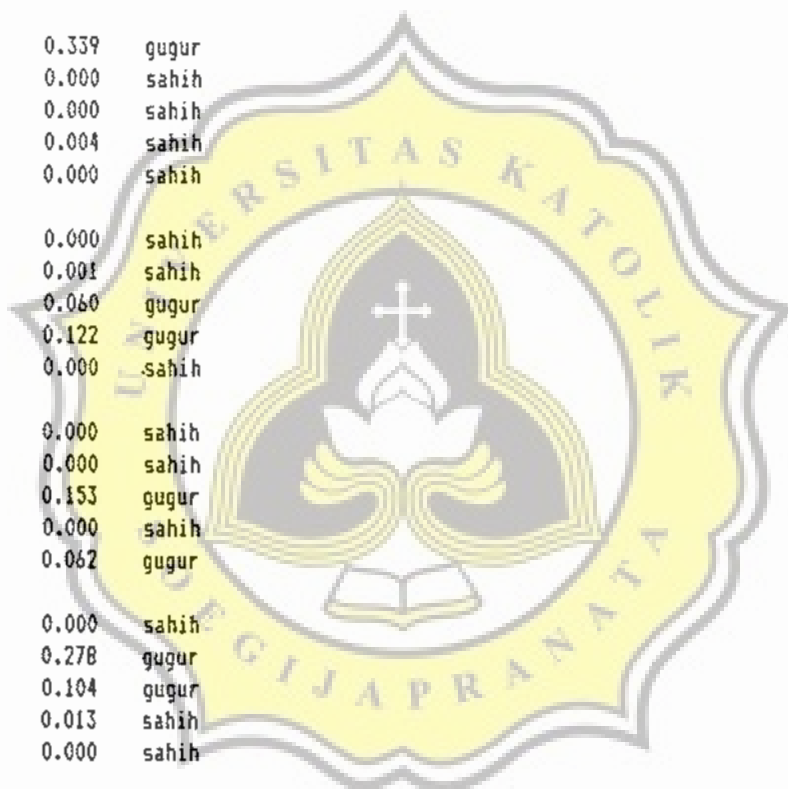 0.339 gugur
0.000 sahih
0.000 sahih
0.004 sahih
0.000 sahih
0.000 sahih
0.001 sahih
0.060 gugur
0.122 gugur
0.000 sahih
0.000 sahih
0.000 sahih
0.153 gugur
0.000 sahih
0.062 gugur
0.000 sahih
0.278 gugur
0.104 gugur
0.013 sahih
0.000 sahih
UNIVERSITAS KATOLIK
SOEGIJAPRANATA